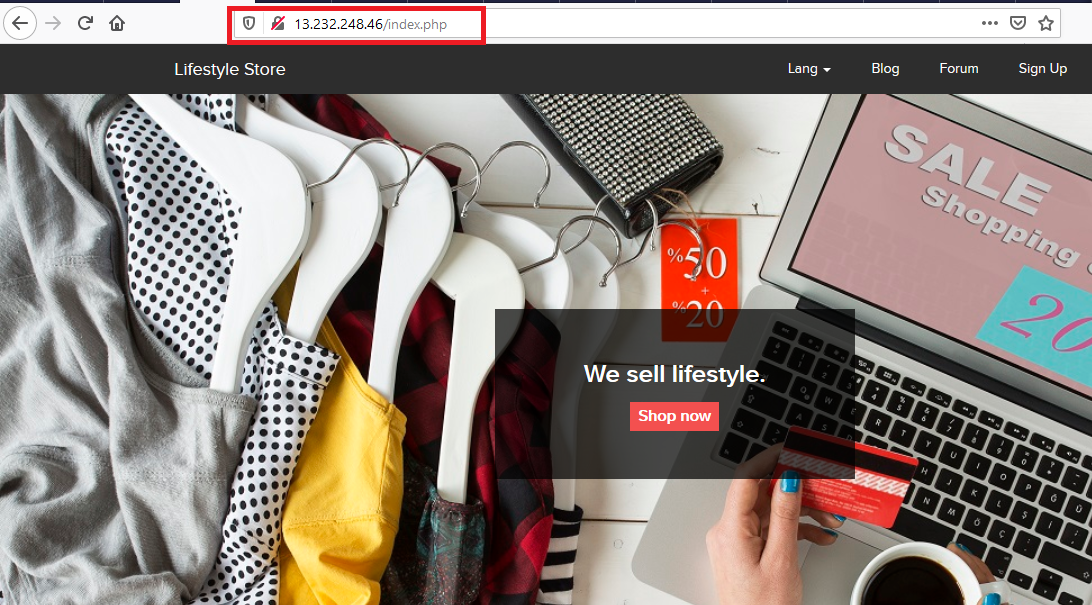 13.232.248.46/index.php
Lifestyle Store
Lang
Blog
Forum
Sign Up
SALE
Shopping
%50
+
%20
20
We sell lifestyle.
Shop now